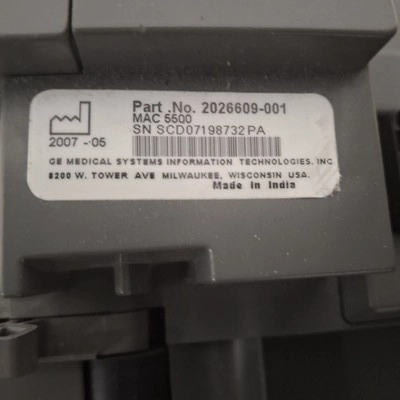 Part .No. 2026609-001
MAC 5500
SN SCD07198732PA
2007 -05
GE MEDICAL SYSTEMS INFORMATION TECHNOLOGIES. INC
8200 W. TOWER AVE MILWAUKEE, WISCONSIN USA.
Made in India